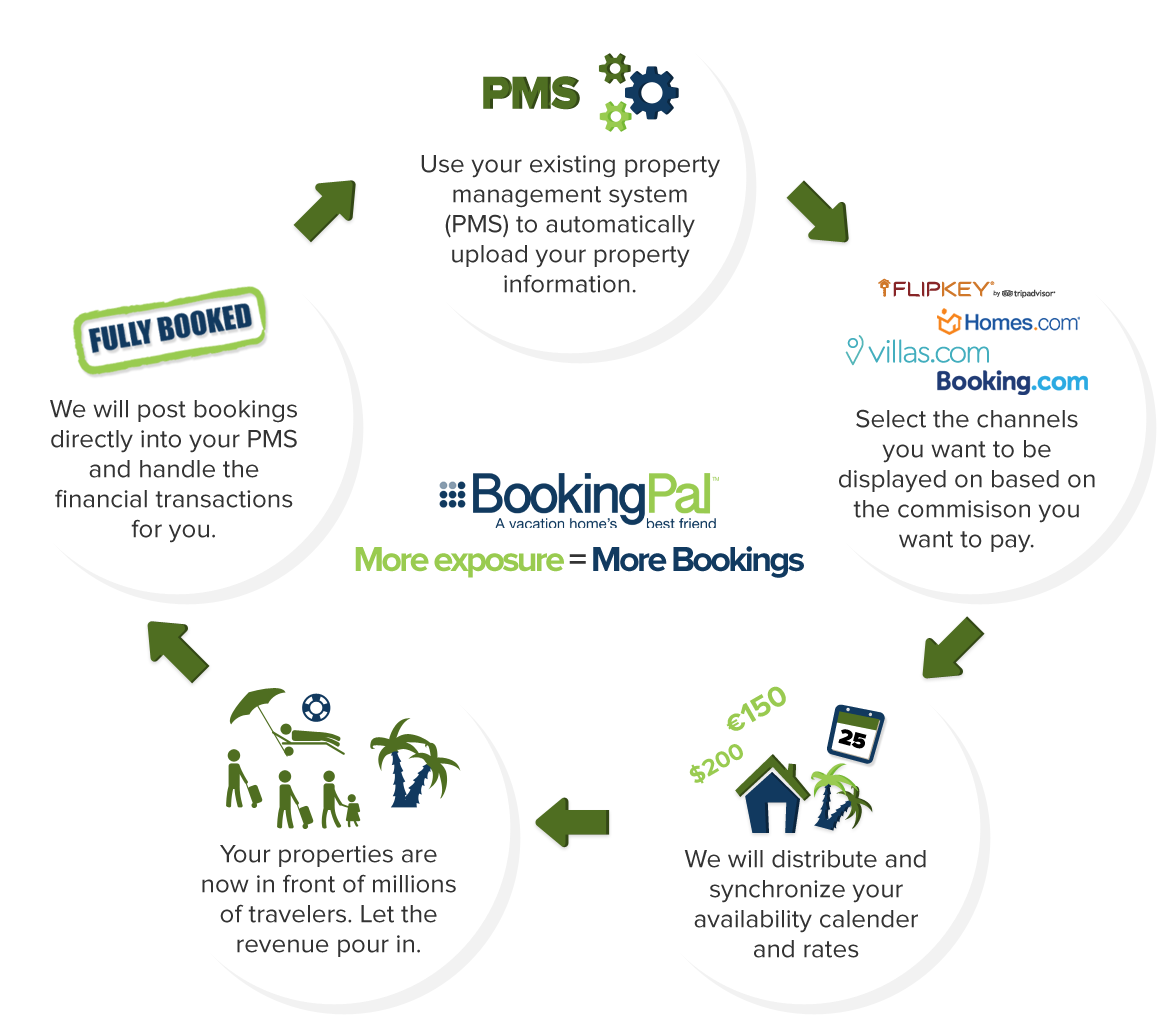 PMS
Use your existing property
management system
(PMS) to automatically
upload your property
information.
FLIPKEY® by tripadvisor®
Homes.com®
villas.com
Booking.com
Select the channels
you want to be
displayed on based on
the commisison you
want to pay.
€150
$200
25
We will distribute and
synchronize your
availability calender
and rates
Your properties are
now in front of millions
of travelers. Let the
revenue pour in.
FULLY BOOKED
We will post bookings
directly into your PMS
and handle the
financial transactions
for you.
BookingPal™
A vacation home's best friend
More exposure = More Bookings